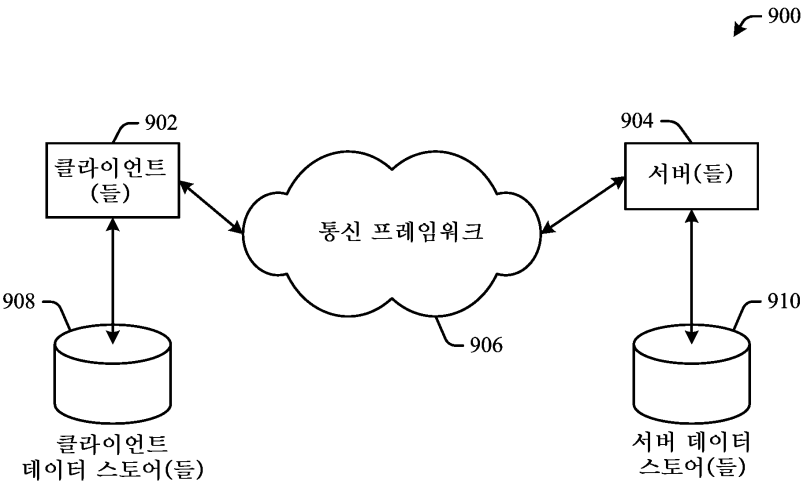 900
902
904
클라이언트
(들)
서버(들)
통신 프레임워크
908
910
906
클라이언트
데이터 스토어(들)
서버 데이터
스토어(들)